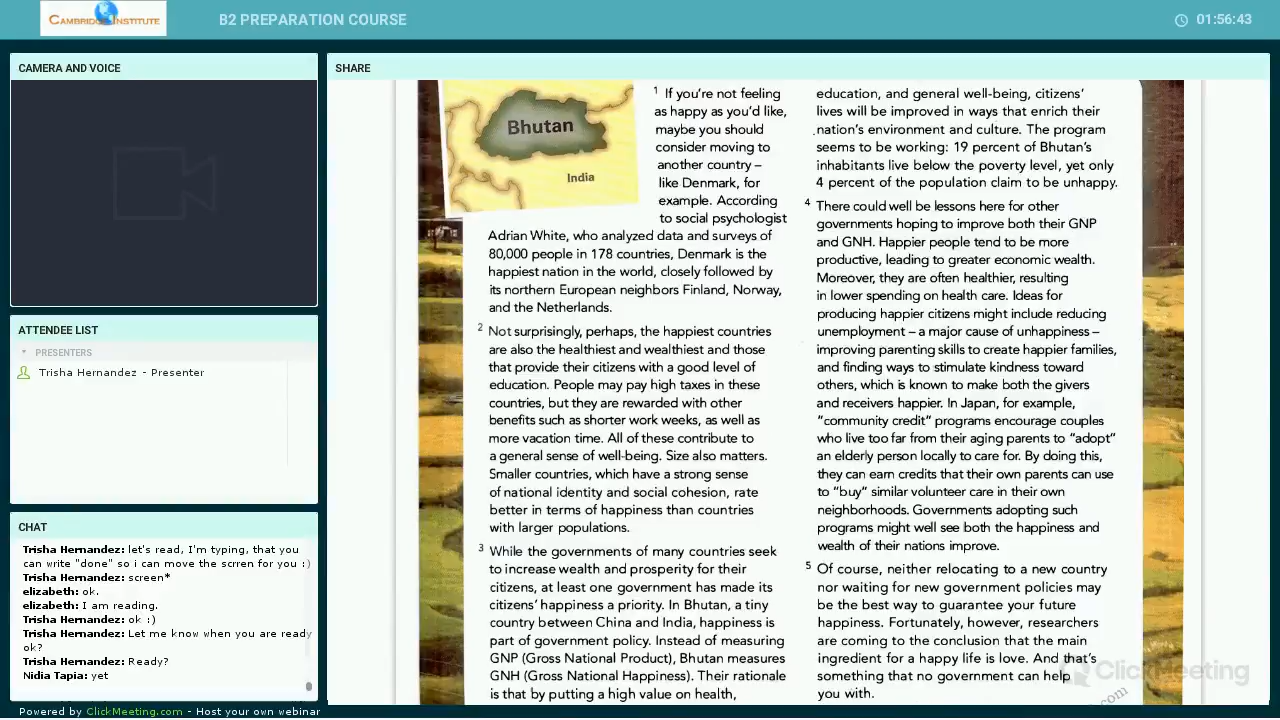 CAMBRIDGE INSTITUTE
B2 PREPARATION COURSE
01:56:43
CAMERA AND VOICE
ATTENDEE LIST
PRESENTERS
Trisha Hernandez - Presenter
CHAT
Trisha Hernandez: let's read, I'm typing, that you
can write "done" so i can move the scrren for you :)
Trisha Hernandez: screen*
elizabeth: ok.
elizabeth: I am reading.
Trisha Hernandez: ok :)
Trisha Hernandez: Let me know when you are ready
ok?
Trisha Hernandez: Ready?
Nidia Tapia: yet
Powered by ClickMeeting.com - Host your own webinar
SHARE
Bhutan
India
1 If you're not feeling
as happy as you'd like,
maybe you should
consider moving to
another country –
like Denmark, for
example. According
to social psychologist
Adrian White, who analyzed data and surveys of
80,000 people in 178 countries, Denmark is the
happiest nation in the world, closely followed by
its northern European neighbors Finland, Norway,
and the Netherlands.
2 Not surprisingly, perhaps, the happiest countries
are also the healthiest and wealthiest and those
that provide their citizens with a good level of
education. People may pay high taxes in these
countries, but they are rewarded with other
benefits such as shorter work weeks, as well as
more vacation time. All of these contribute to
a general sense of well-being. Size also matters.
Smaller countries, which have a strong sense
of national identity and social cohesion, rate
better in terms of happiness than countries
with larger populations.
3 While the governments of many countries seek
to increase wealth and prosperity for their
citizens, at least one government has made its
citizens' happiness a priority. In Bhutan, a tiny
country between China and India, happiness is
part of government policy. Instead of measuring
GNP (Gross National Product), Bhutan measures
GNH (Gross National Happiness). Their rationale
is that by putting a high value on health,
education, and general well-being, citizens'
lives will be improved in ways that enrich their
nation's environment and culture. The program
seems to be working: 19 percent of Bhutan's
inhabitants live below the poverty level, yet only
4 percent of the population claim to be unhappy.
4 There could well be lessons here for other
governments hoping to improve both their GNP
and GNH. Happier people tend to be more
productive, leading to greater economic wealth.
Moreover, they are often healthier, resulting
in lower spending on health care. Ideas for
producing happier citizens might include reducing
unemployment – a major cause of unhappiness –
improving parenting skills to create happier families,
and finding ways to stimulate kindness toward
others, which is known to make both the givers
and receivers happier. In Japan, for example,
"community credit" programs encourage couples
who live too far from their aging parents to "adopt"
an elderly person locally to care for. By doing this,
they can earn credits that their own parents can use
to "buy" similar volunteer care in their own
neighborhoods. Governments adopting such
programs might well see both the happiness and
wealth of their nations improve.
5 Of course, neither relocating to a new country
nor waiting for new government policies may
be the best way to guarantee your future
happiness. Fortunately, however, researchers
are coming to the conclusion that the main
ingredient for a happy life is love. And that's
something that no government can help
you with.
ClickMeeting
.com